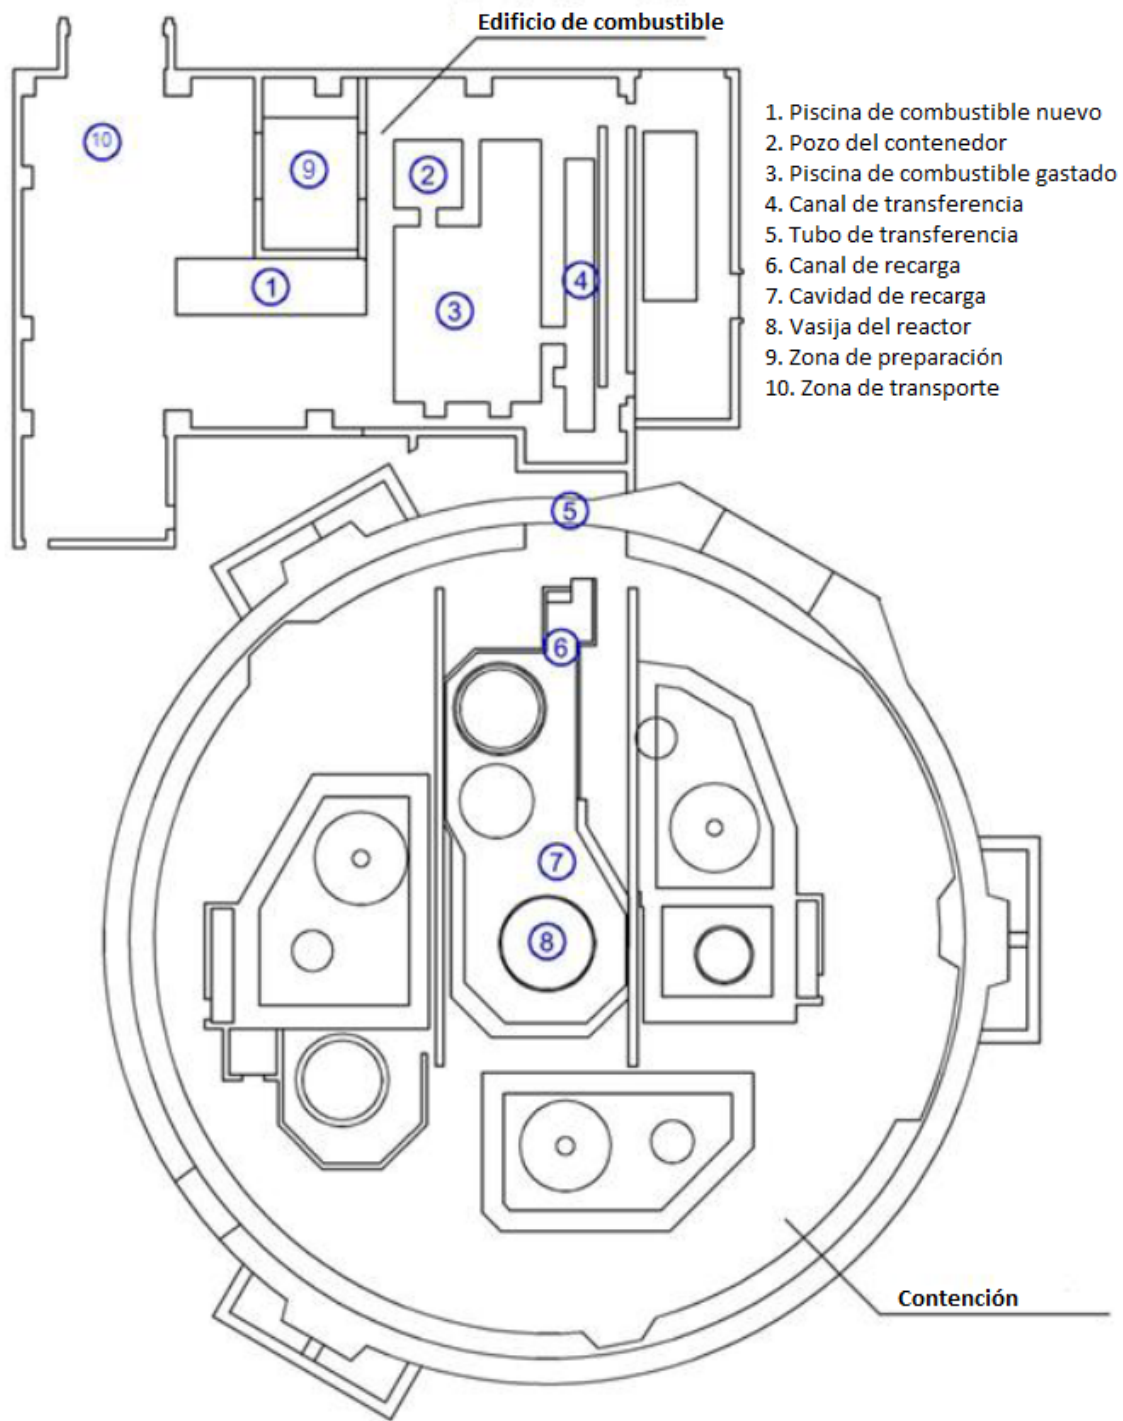 Edificio de combustible
1. Piscina de combustible nuevo
2. Pozo del contenedor
3. Piscina de combustible gastado
4. Canal de transferencia
5. Tubo de transferencia
6. Canal de recarga
7. Cavidad de recarga
8. Vasija del reactor
9. Zona de preparación
10. Zona de transporte
10
9
2
1
3
4
5
6
7
8
Contención